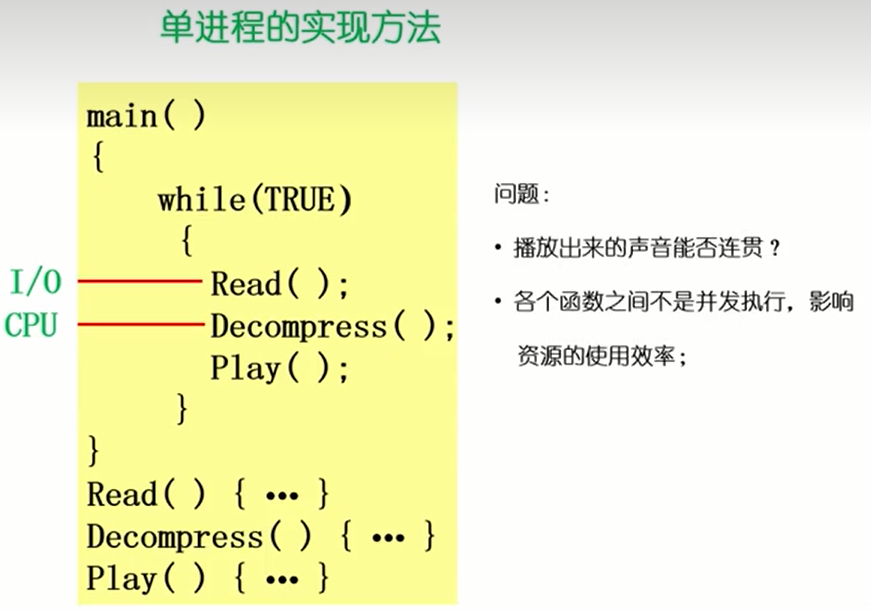 单进程的实现方法
main( )
{
while(TRUE)
{
I/O Read( );
CPU Decompress( );
Play( );
}
}
Read( ) { ••• }
Decompress( ) { ••• }
Play( ) { ••• }
问题:
• 播放出来的声音能否连贯?
• 各个函数之间不是并发执行,影响
资源的使用效率;